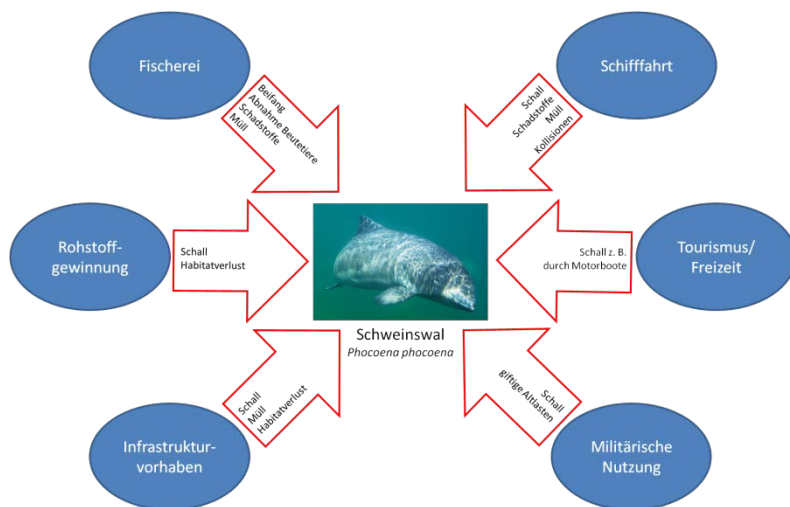 Fischerei
Beifang
Abnahme Beutetiere
Schadstoffe
Müll
Schifffahrt
Schall
Schadstoffe
Müll
Kollisionen
Rohstoff-
gewinnung
Schall
Habitatverlust
Schall z. B.
durch Motorboote
Tourismus/
Freizeit
Schweinswal
Phocoena phocoena
Infrastruktur-
vorhaben
Schall
Müll
Habitatverlust
Schall
giftige Altlasten
Militärische
Nutzung